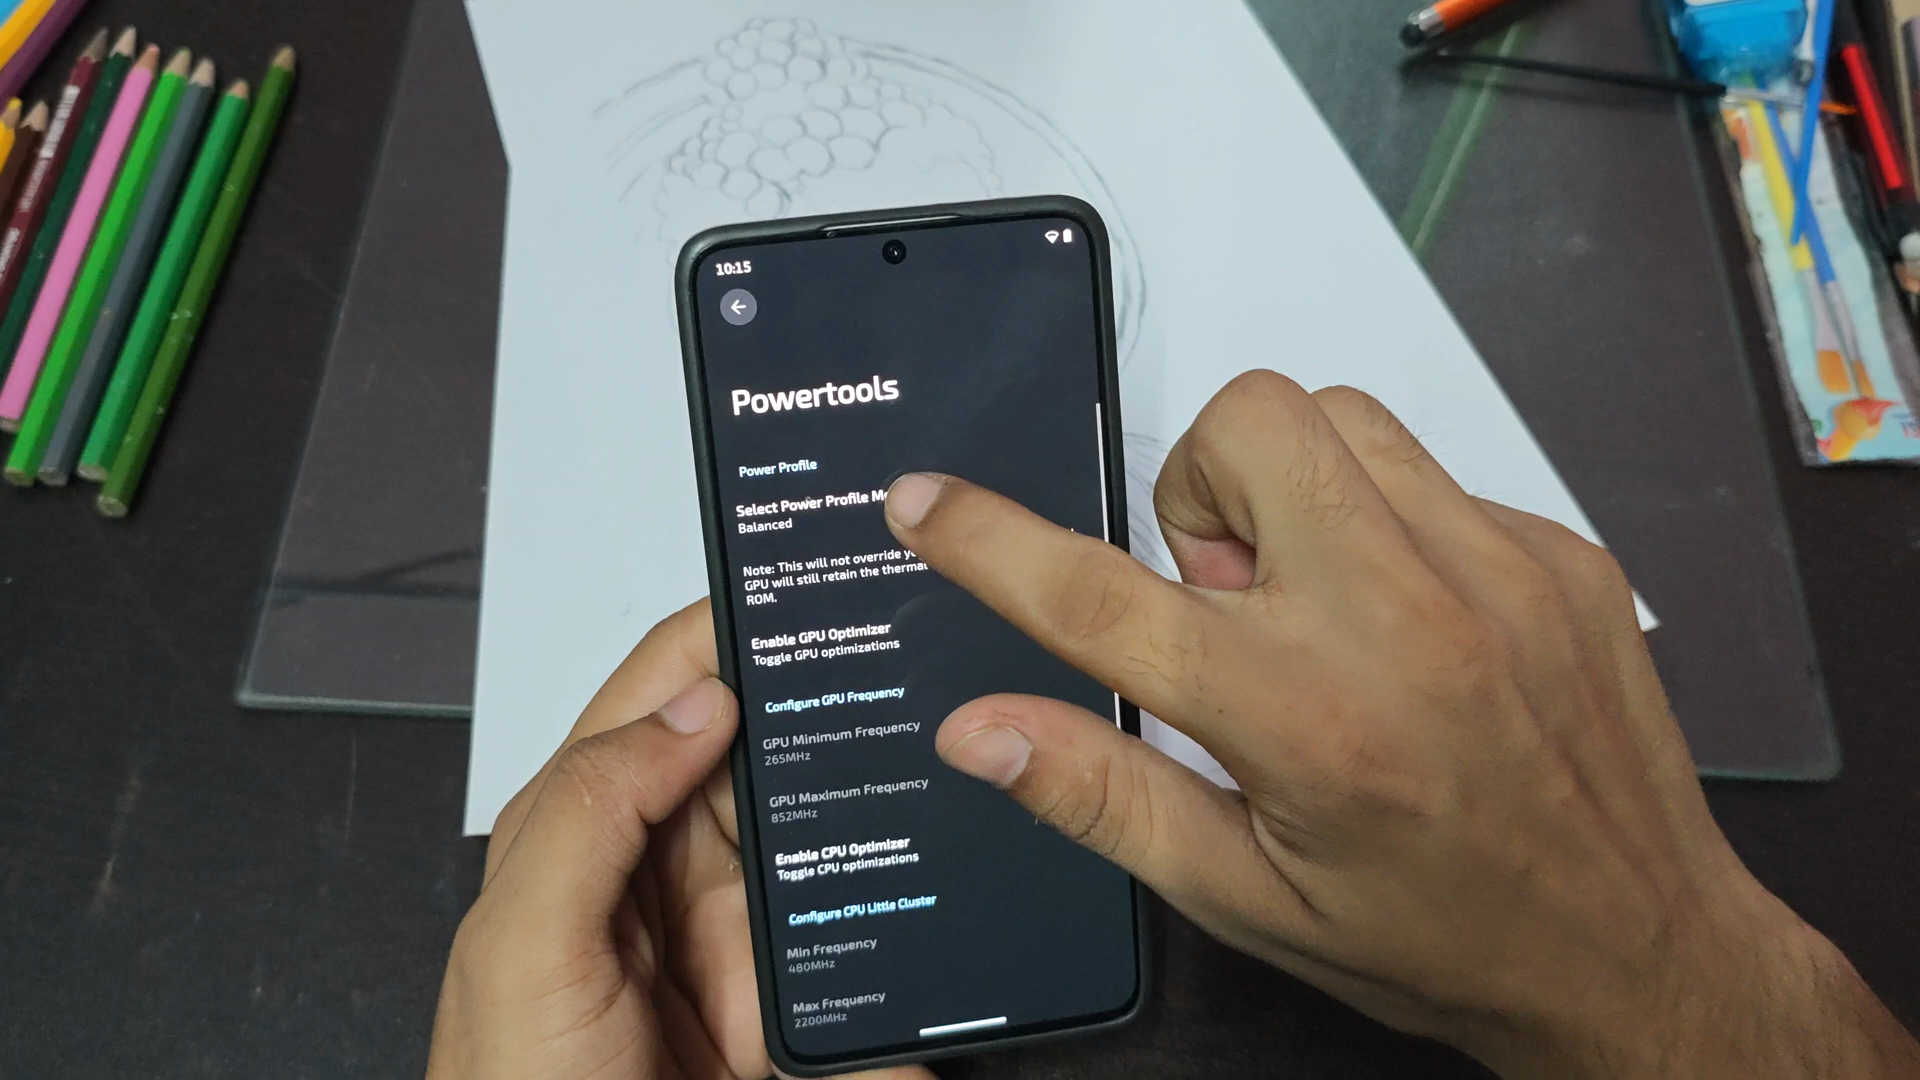 10:15
Powertools
Power Profile
Select Power Profile
Balanced
Note: This will not override
GPU will still retain the thermal
ROM.
Enable GPU Optimizer
Toggle GPU optimizations
Configure GPU Frequency
GPU Minimum Frequency
265MHz
GPU Maximum Frequency
852MHz
Enable CPU Optimizer
Toggle CPU optimizations
Configure CPU Little Cluster
Min Frequency
480MHz
Max Frequency
2200MHz